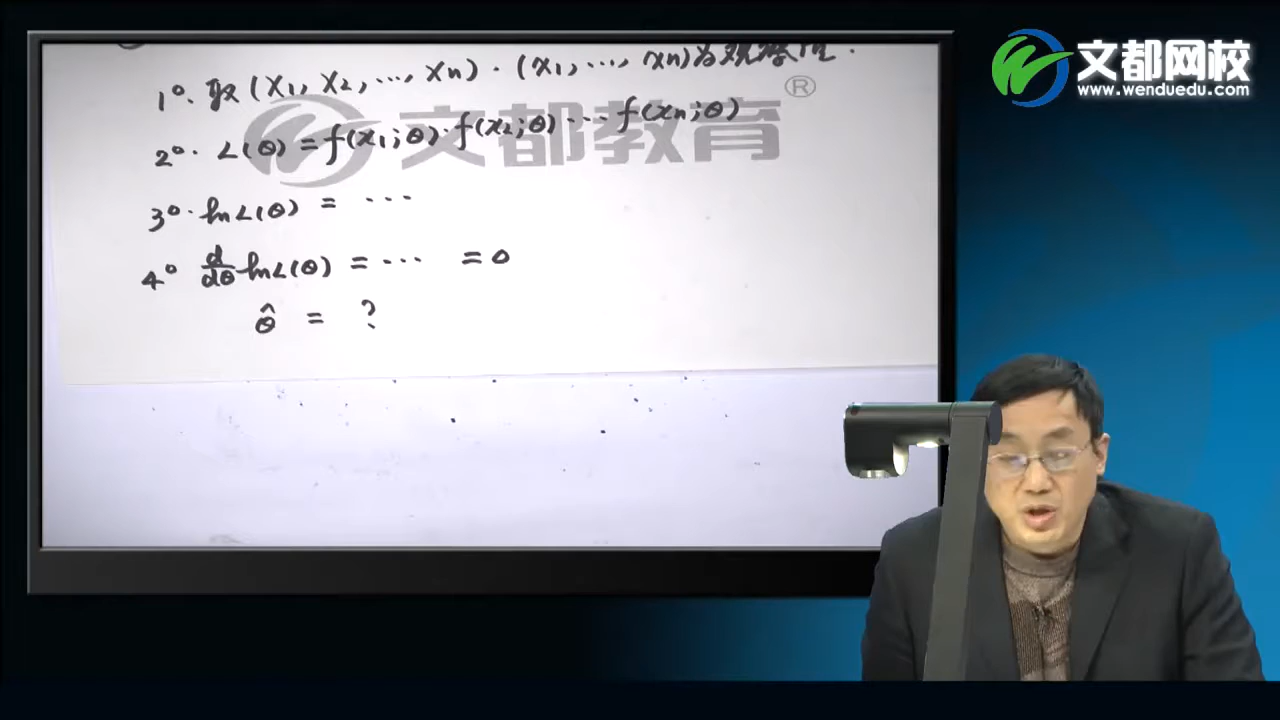 1°. 取 (X1, X2, ..., Xn). (x1, ..., xn) 为观察值.
2°. L(θ) = f(x1;θ)·f(x2;θ)····f(xn;θ)
3°. lnL(θ) = ···
4° d/dθ lnL(θ) = ··· = 0
θ̂ = ?
文都教育®
文都网校
www.wenduedu.com